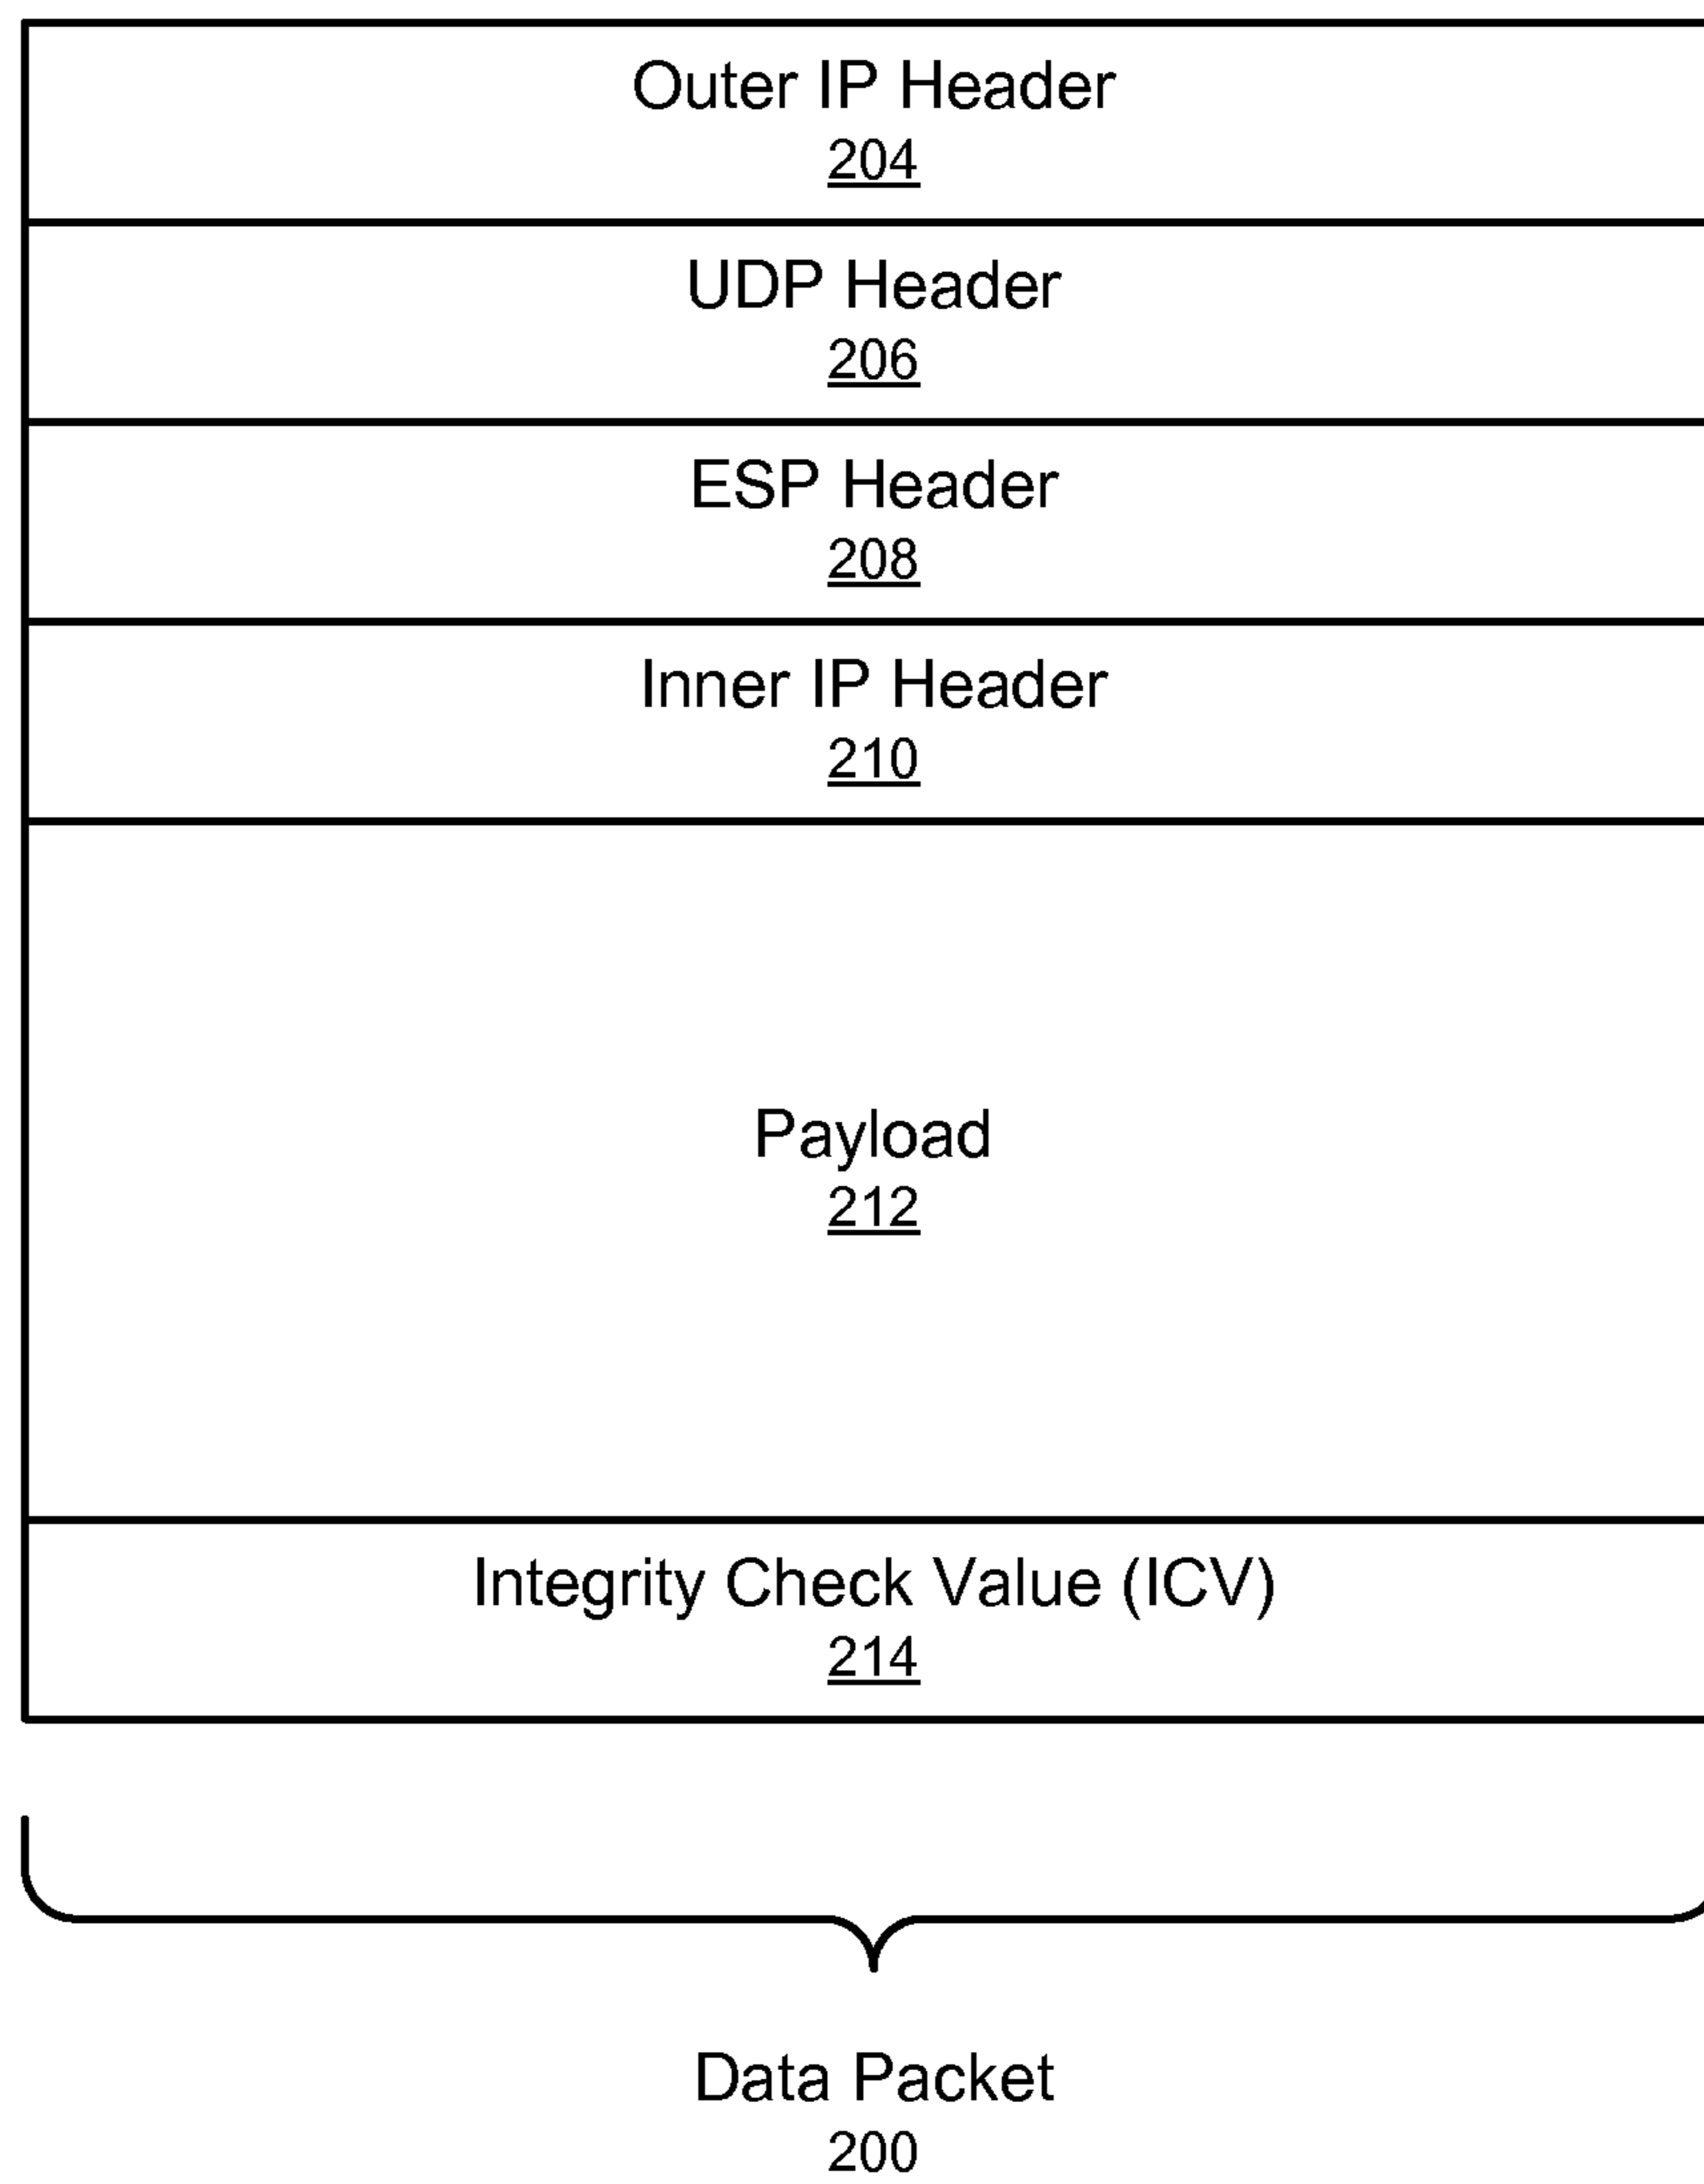 Outer IP Header
204
UDP Header
206
ESP Header
208
Inner IP Header
210
Payload
212
Integrity Check Value (ICV)
214
Data Packet
200